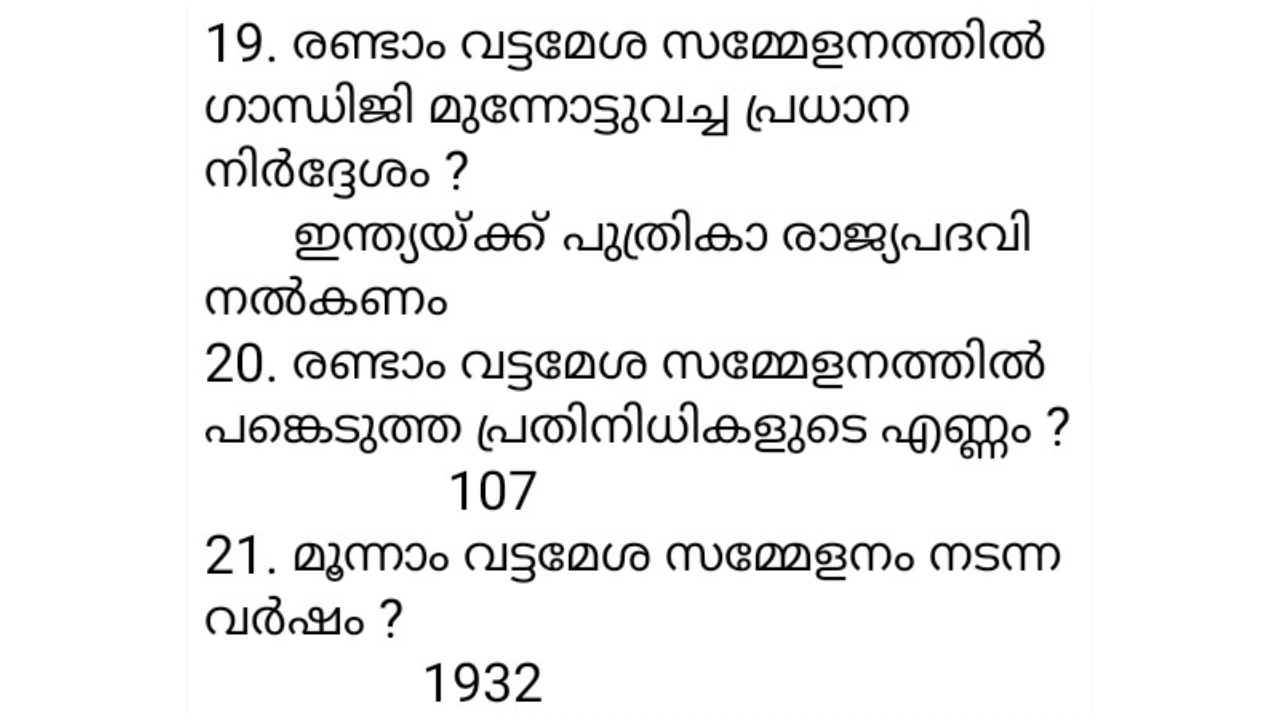 19. രണ്ടാം വട്ടമേശ സമ്മേളനത്തിൽ
ഗാന്ധിജി മുന്നോട്ടുവച്ച പ്രധാന
നിർദ്ദേശം ?
ഇന്ത്യയ്ക്ക് പുത്രികാ രാജ്യപദവി
നൽകണം
20. രണ്ടാം വട്ടമേശ സമ്മേളനത്തിൽ
പങ്കെടുത്ത പ്രതിനിധികളുടെ എണ്ണം ?
107
21. മൂന്നാം വട്ടമേശ സമ്മേളനം നടന്ന
വർഷം ?
1932